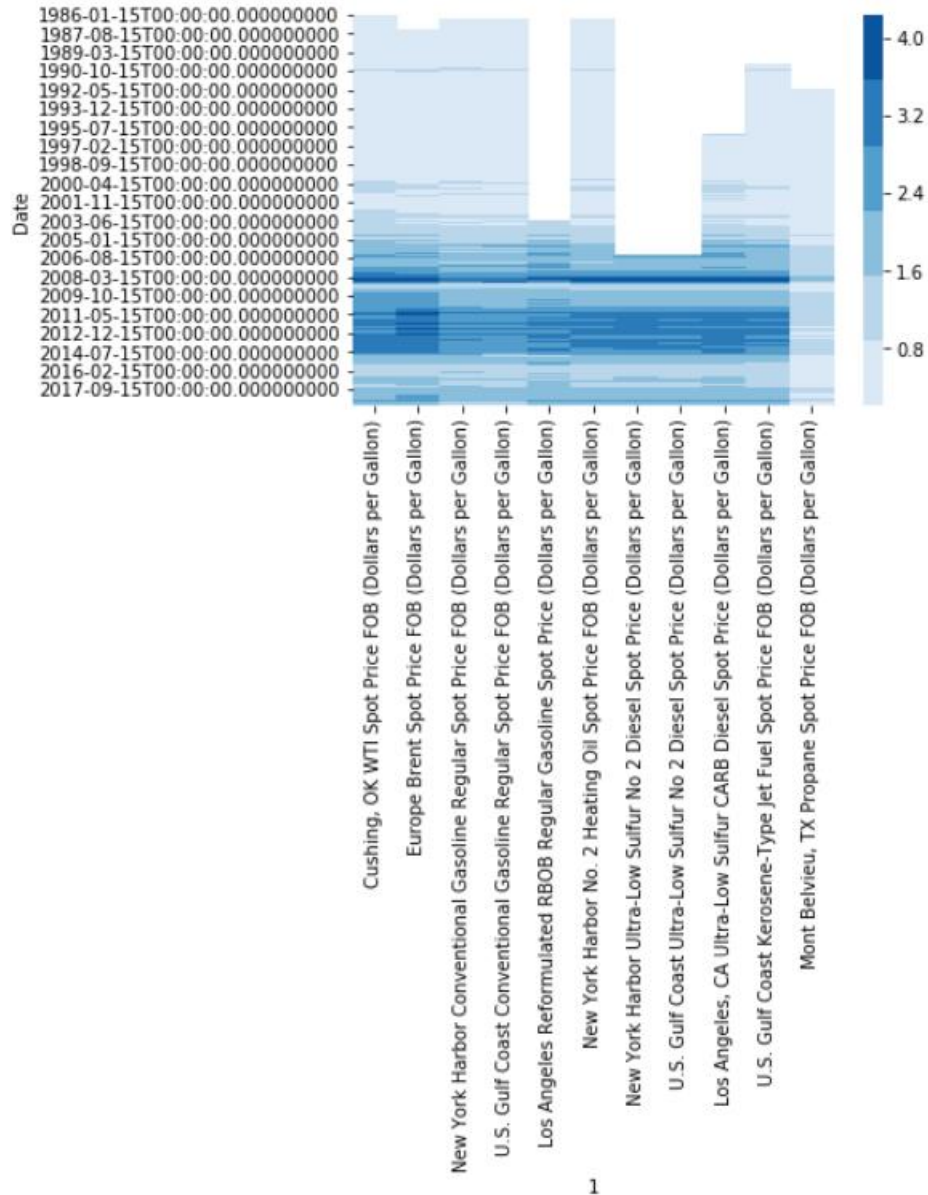 1986-01-15T00:00:00.000000000
1987-08-15T00:00:00.000000000
1989-03-15T00:00:00.000000000
1990-10-15T00:00:00.000000000
1992-05-15T00:00:00.000000000
1993-12-15T00:00:00.000000000
1995-07-15T00:00:00.000000000
1997-02-15T00:00:00.000000000
1998-09-15T00:00:00.000000000
2000-04-15T00:00:00.000000000
2001-11-15T00:00:00.000000000
2003-06-15T00:00:00.000000000
2005-01-15T00:00:00.000000000
2006-08-15T00:00:00.000000000
2008-03-15T00:00:00.000000000
2009-10-15T00:00:00.000000000
2011-05-15T00:00:00.000000000
2012-12-15T00:00:00.000000000
2014-07-15T00:00:00.000000000
2016-02-15T00:00:00.000000000
2017-09-15T00:00:00.000000000
Date
4.0
3.2
2.4
1.6
0.8
Cushing, OK WTI Spot Price FOB (Dollars per Gallon)
Europe Brent Spot Price FOB (Dollars per Gallon)
New York Harbor Conventional Gasoline Regular Spot Price FOB (Dollars per Gallon)
U.S. Gulf Coast Conventional Gasoline Regular Spot Price FOB (Dollars per Gallon)
Los Angeles Reformulated RBOB Regular Gasoline Spot Price (Dollars per Gallon)
New York Harbor No. 2 Heating Oil Spot Price FOB (Dollars per Gallon)
New York Harbor Ultra-Low Sulfur No 2 Diesel Spot Price (Dollars per Gallon)
U.S. Gulf Coast Ultra-Low Sulfur No 2 Diesel Spot Price (Dollars per Gallon)
Los Angeles, CA Ultra-Low Sulfur CARB Diesel Spot Price (Dollars per Gallon)
U.S. Gulf Coast Kerosene-Type Jet Fuel Spot Price FOB (Dollars per Gallon)
Mont Belvieu, TX Propane Spot Price FOB (Dollars per Gallon)
1